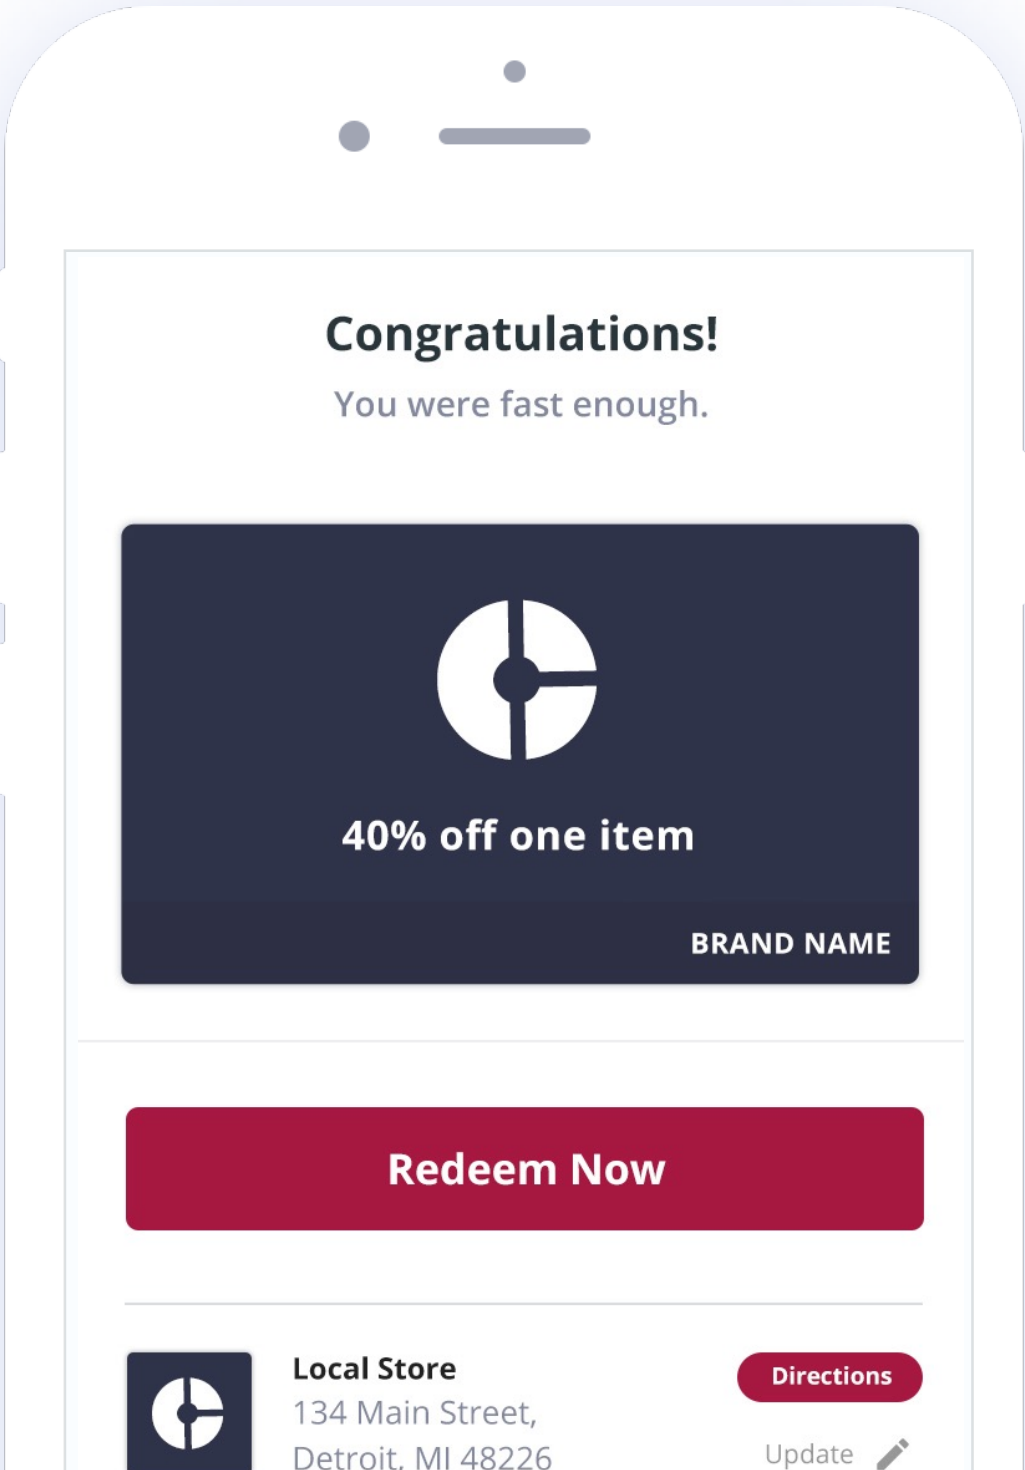 Congratulations!
You were fast enough.
40% off one item
BRAND NAME
Redeem Now
Local Store
Directions
134 Main Street,
Detroit, MI 48226
Update